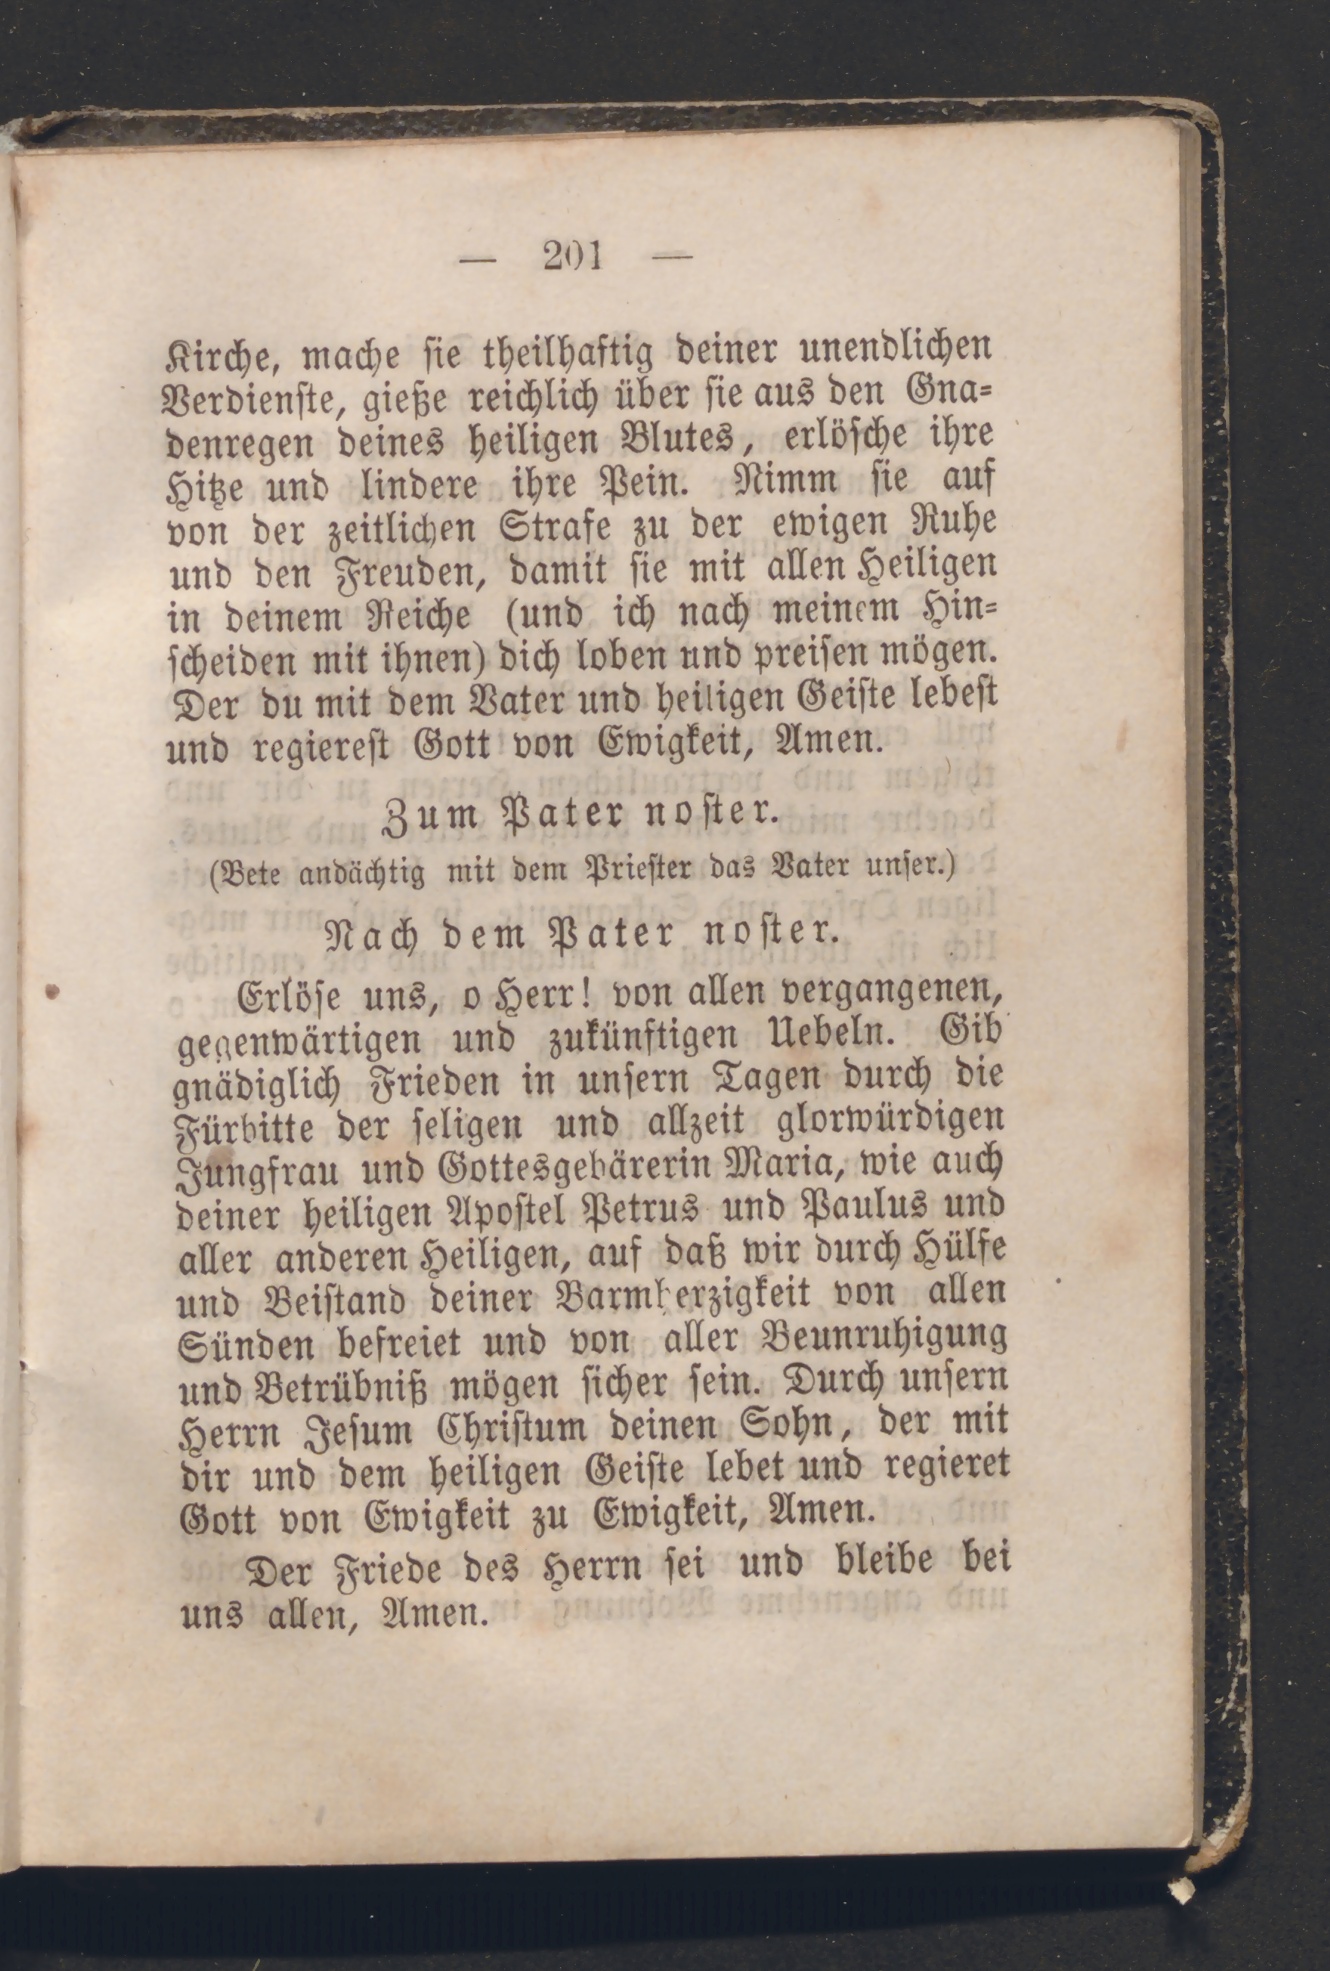 — 201 —
Kirche, mache sie theilhaftig deiner unendlichen
Verdienste, gieße reichlich über sie aus den Gna-
denregen deines heiligen Blutes, erlösche ihre
Hitze und lindere ihre Pein. Nimm sie auf
von der zeitlichen Strafe zu der ewigen Ruhe
und den Freuden, damit sie mit allen Heiligen
in deinem Reiche (und ich nach meinem Hin-
scheiden mit ihnen) dich loben und preisen mögen.
Der du mit dem Vater und heiligen Geiste lebest
und regierest Gott von Ewigkeit, Amen.
Zum Pater noster.
(Bete andächtig mit dem Priester das Vater unser.)
Nach dem Pater noster.
Erlöse uns, o Herr! von allen vergangenen,
gegenwärtigen und zukünftigen Uebeln. Gib
gnädiglich Frieden in unsern Tagen durch die
Fürbitte der seligen und allzeit glorwürdigen
Jungfrau und Gottesgebärerin Maria, wie auch
deiner heiligen Apostel Petrus und Paulus und
aller anderen Heiligen, auf daß wir durch Hülfe
und Beistand deiner Barmherzigkeit von allen
Sünden befreiet und von aller Beunruhigung
und Betrübniß mögen sicher sein. Durch unsern
Herrn Jesum Christum deinen Sohn, der mit
dir und dem heiligen Geiste lebet und regieret
Gott von Ewigkeit zu Ewigkeit, Amen.
Der Friede des Herrn sei und bleibe bei
uns allen, Amen.